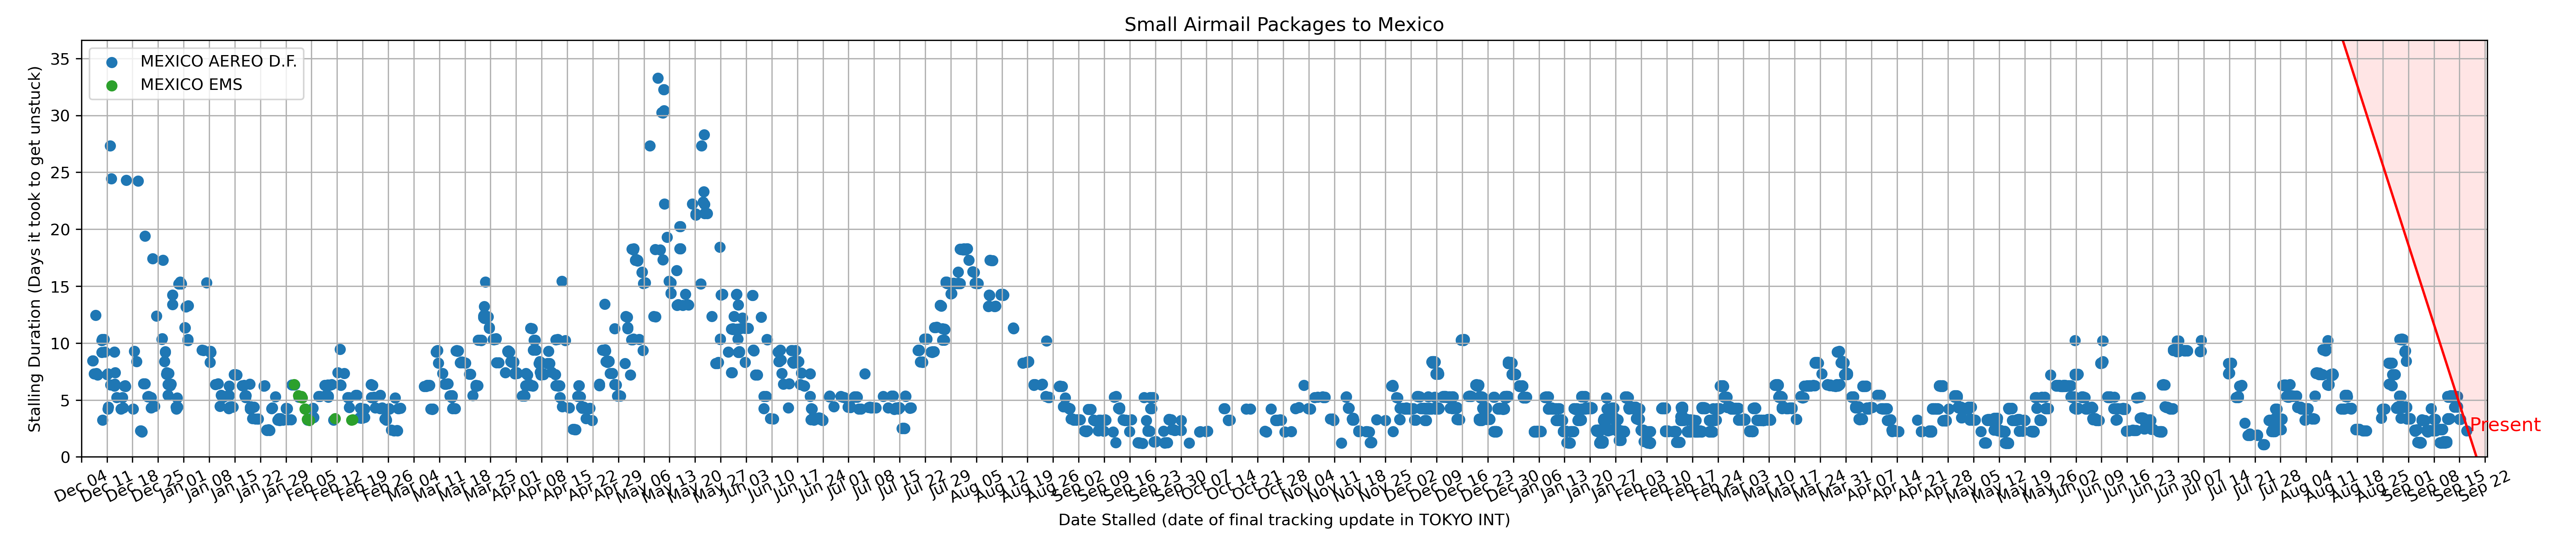 Small Airmail Packages to Mexico
MEXICO AEREO D.F.
MEXICO EMS
Stalling Duration (Days it took to get unstuck)
35
30
25
20
15
10
5
0
Present
Dec 04 Dec 11 Dec 18 Dec 25 Jan 01 Jan 08 Jan 15 Jan 22 Jan 29 Feb 05 Feb 12 Feb 19 Feb 26 Mar 04 Mar 11 Mar 18 Mar 25 Apr 01 Apr 08 Apr 15 Apr 22 Apr 29 May 06 May 13 May 20 May 27 Jun 03 Jun 10 Jun 17 Jun 24 Jul 01 Jul 08 Jul 15 Jul 22 Jul 29 Aug 05 Aug 12 Aug 19 Aug 26 Sep 02 Sep 09 Sep 16 Sep 23 Sep 30 Oct 07 Oct 14 Oct 21 Oct 28 Nov 04 Nov 11 Nov 18 Nov 25 Dec 02 Dec 09 Dec 16 Dec 23 Dec 30 Jan 06 Jan 13 Jan 20 Jan 27 Feb 03 Feb 10 Feb 17 Feb 24 Mar 03 Mar 10 Mar 17 Mar 24 Mar 31 Apr 07 Apr 14 Apr 21 Apr 28 May 05 May 12 May 19 May 26 Jun 02 Jun 09 Jun 16 Jun 23 Jun 30 Jul 07 Jul 14 Jul 21 Jul 28 Aug 04 Aug 11 Aug 18 Aug 25 Sep 01 Sep 08 Sep 15 Sep 22
Date Stalled (date of final tracking update in TOKYO INT)